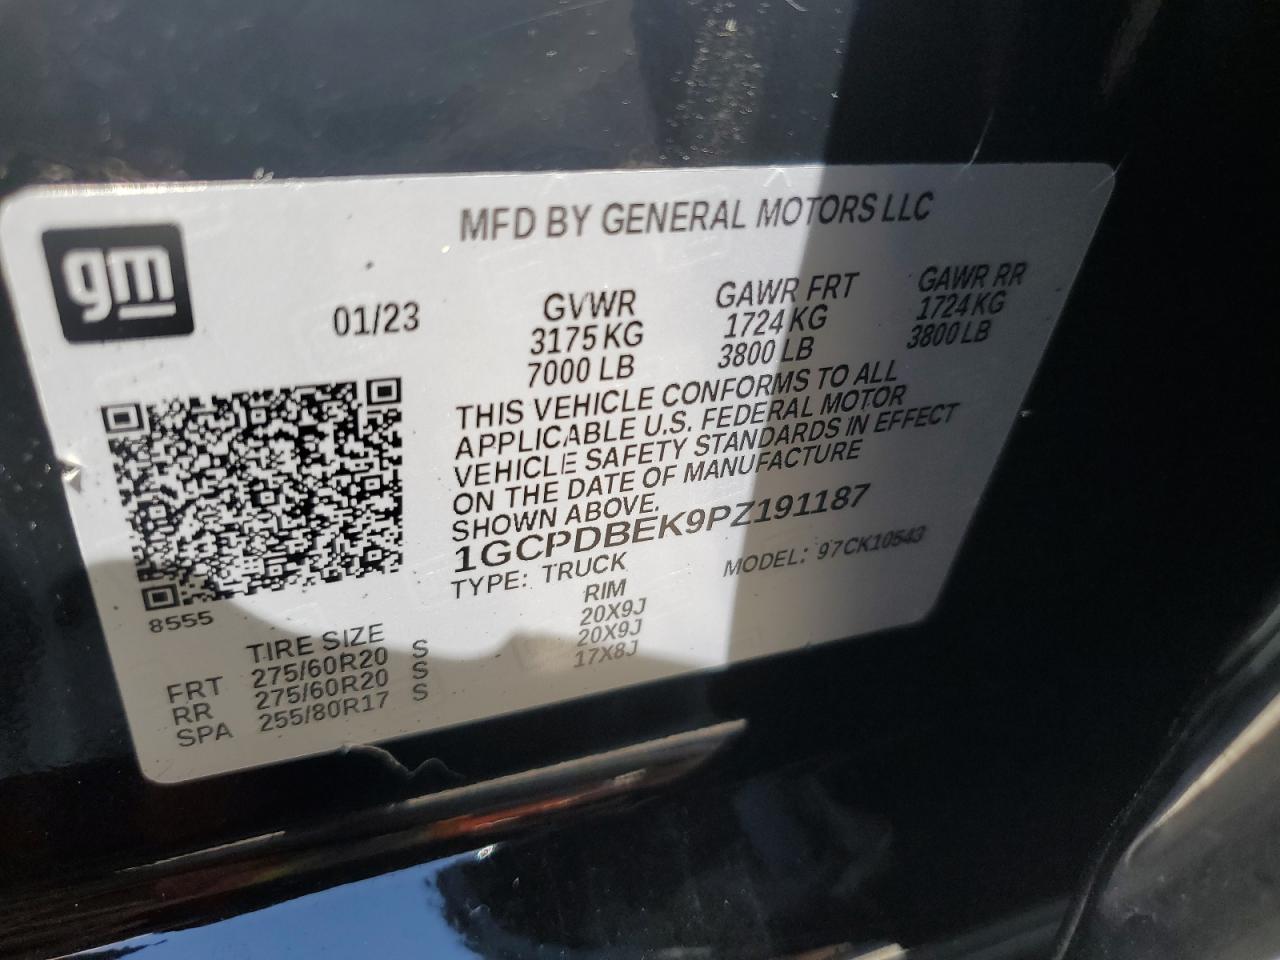 MFD BY GENERAL MOTORS LLC
gm
01/23
GVWR GAWR FRT GAWR RR
3175 KG 1724 KG 1724 KG
7000 LB 3800 LB 3800 LB
THIS VEHICLE CONFORMS TO ALL
APPLICABLE U.S. FEDERAL MOTOR
VEHICLE SAFETY STANDARDS IN EFFECT
ON THE DATE OF MANUFACTURE
SHOWN ABOVE.
1GCPDBEK9PZ191187
TYPE: TRUCK MODEL: 97CK10543
8555
TIRE SIZE RIM
FRT 275/60R20 S 20X9J
RR 275/60R20 S 20X9J
SPA 255/80R17 S 17X8J